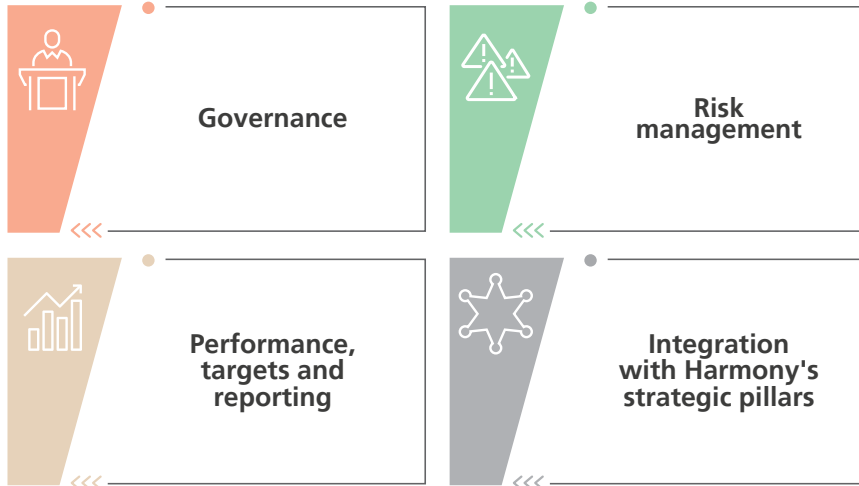 Governance
Risk
management
Performance,
targets and
reporting
Integration
with Harmony's
strategic pillars